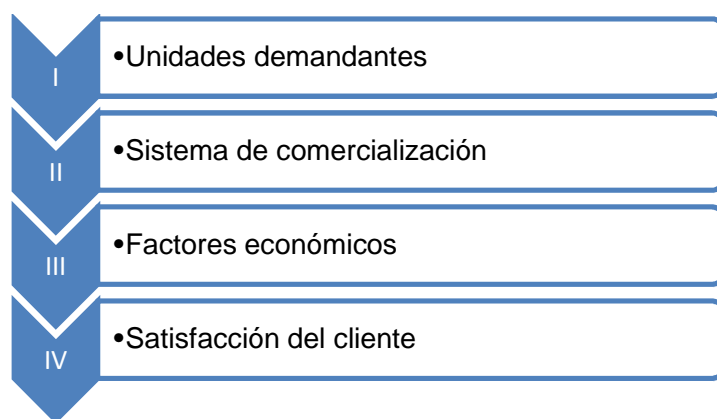 I
•Unidades demandantes
II
•Sistema de comercialización
III
•Factores económicos
IV
•Satisfacción del cliente